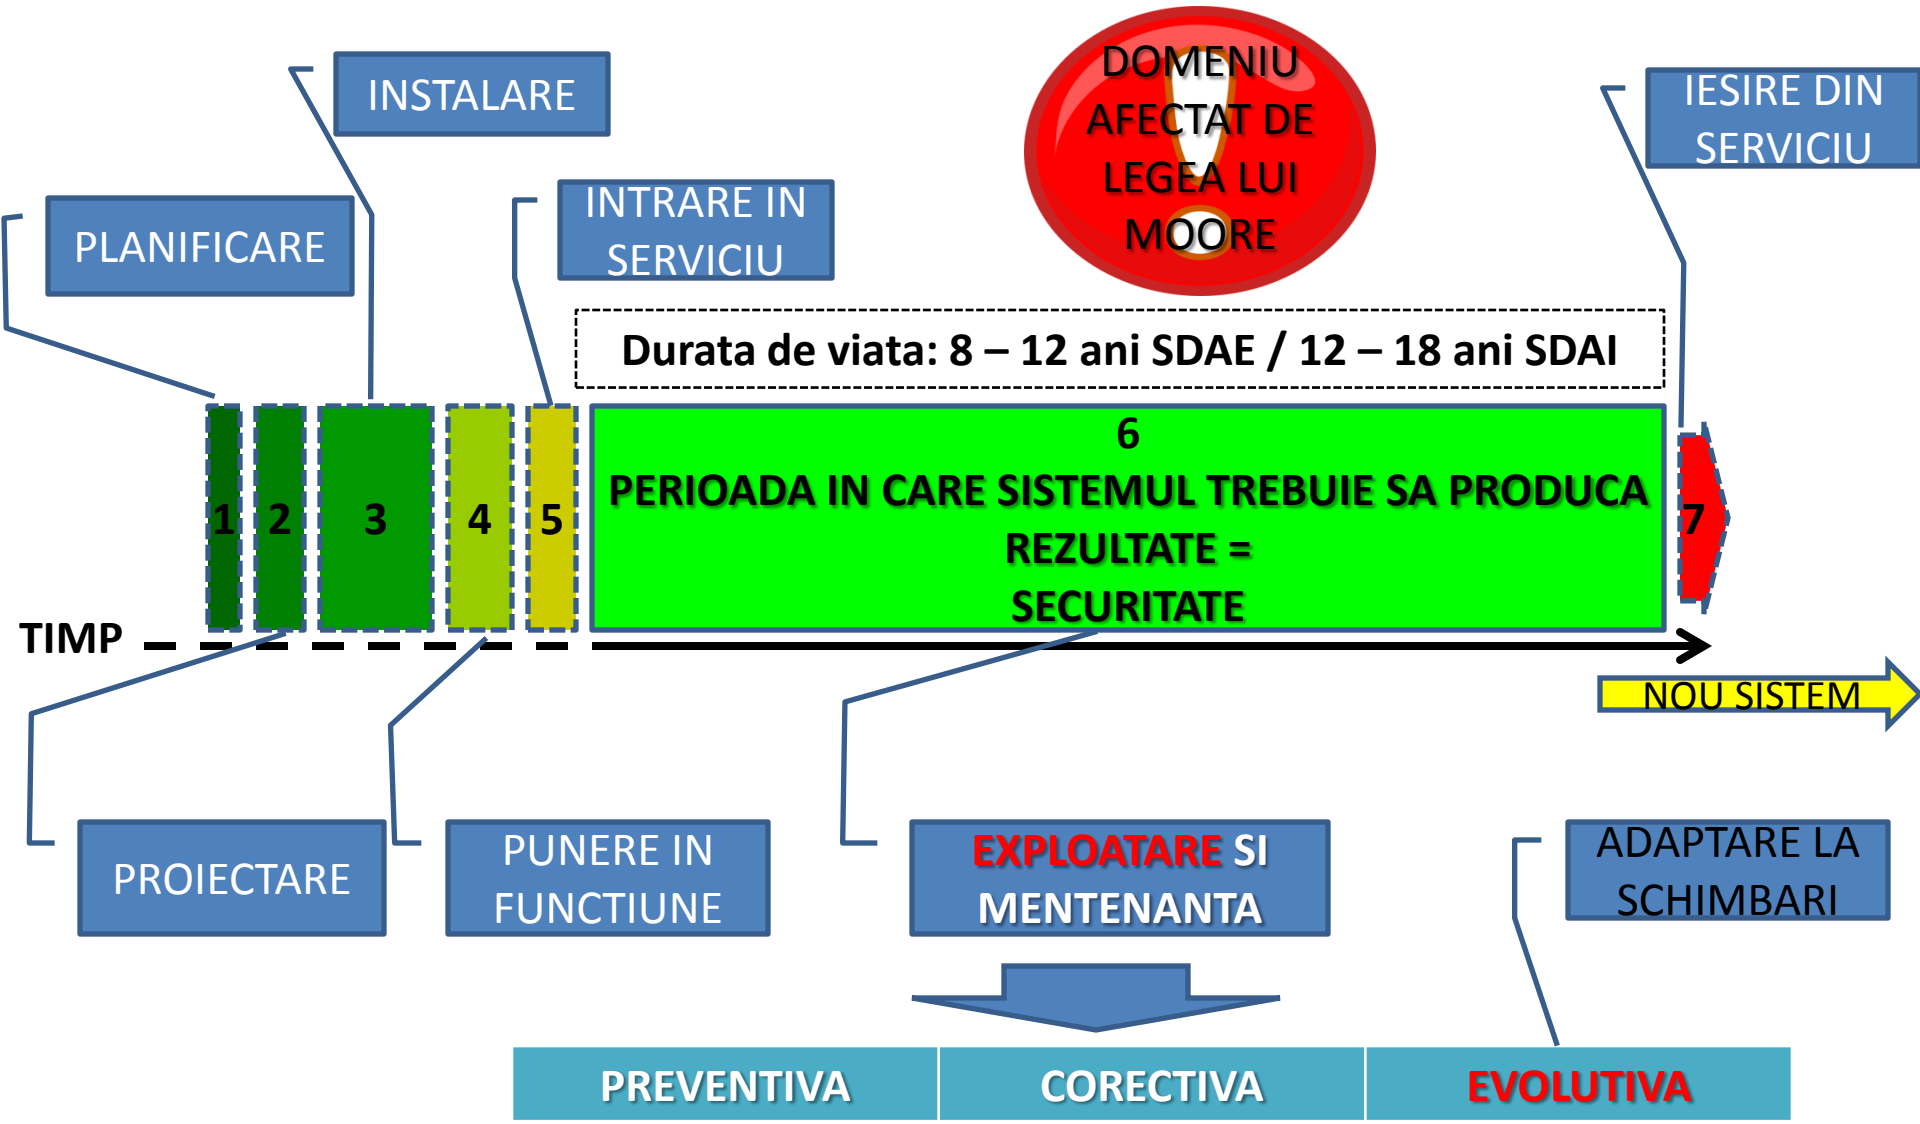 INSTALARE
DOMENIU
AFECTAT DE
LEGEA LUI
MOORE
IESIRE DIN
SERVICIU
PLANIFICARE
INTRARE IN
SERVICIU
Durata de viata: 8 – 12 ani SDAE / 12 – 18 ani SDAI
1
2
3
4
5
6
PERIOADA IN CARE SISTEMUL TREBUIE SA PRODUCA
REZULTATE =
SECURITATE
7
TIMP
NOU SISTEM
PROIECTARE
PUNERE IN
FUNCTIUNE
EXPLOATARE SI
MENTENANTA
ADAPTARE LA
SCHIMBARI
PREVENTIVA
CORECTIVA
EVOLUTIVA